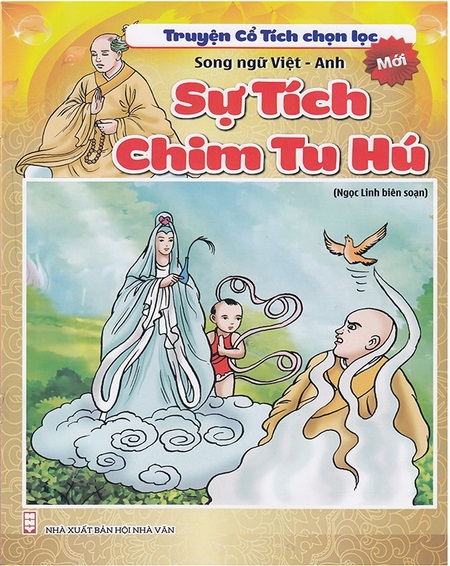 Truyện Cổ Tích chọn lọc
Song ngữ Việt - Anh
Mới
Sự Tích
Chim Tu Hú
(Ngọc Linh biên soạn)
NHÀ XUẤT BẢN HỘI NHÀ VĂN